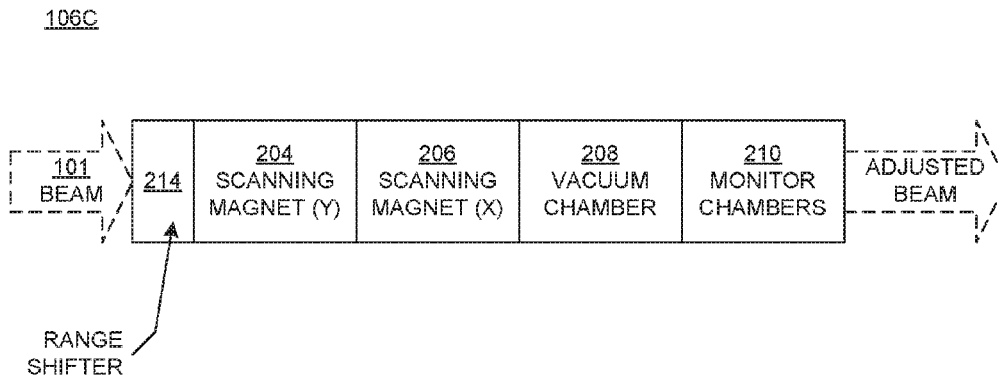 106C
101
BEAM
214
204
SCANNING
MAGNET (Y)
206
SCANNING
MAGNET (X)
208
VACUUM
CHAMBER
210
MONITOR
CHAMBERS
ADJUSTED
BEAM
RANGE
SHIFTER